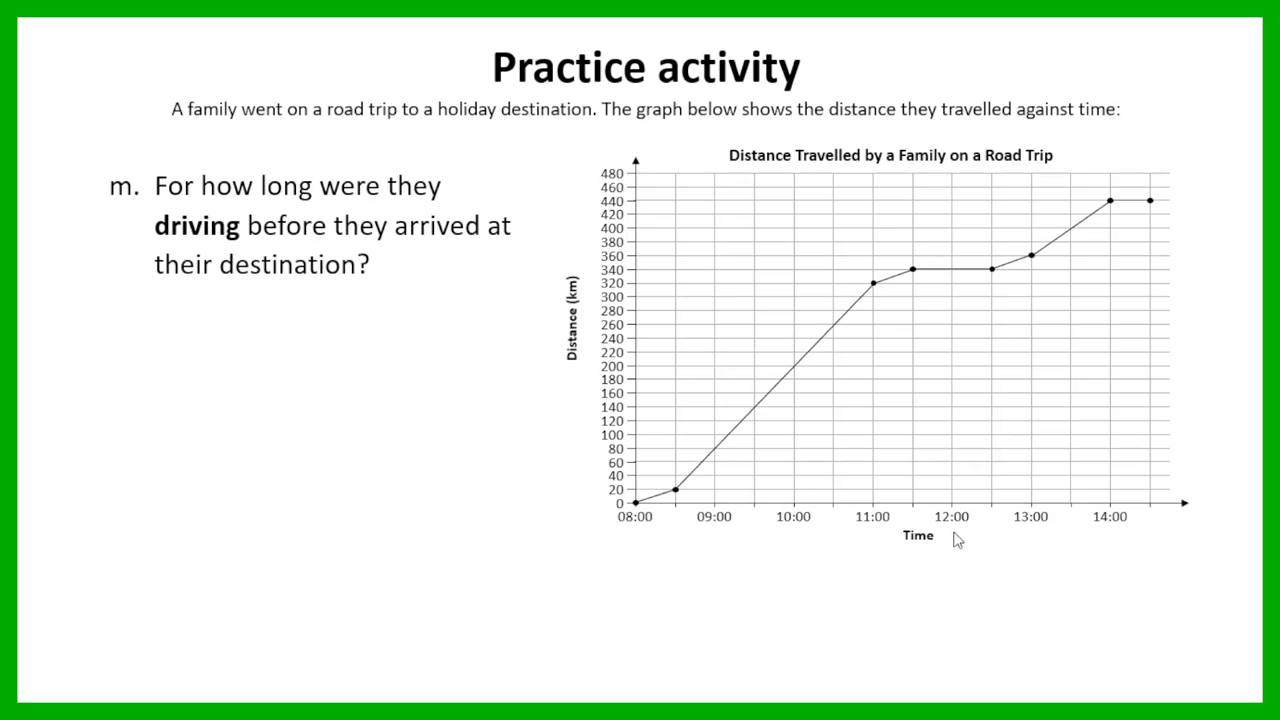 Practice activity
A family went on a road trip to a holiday destination. The graph below shows the distance they travelled against time:
m. For how long were they
driving before they arrived at
their destination?
Distance Travelled by a Family on a Road Trip
Distance (km)
480
460
440
420
400
380
360
340
320
300
280
260
240
220
200
180
160
140
120
100
80
60
40
20
0
08:00 09:00 10:00 11:00 12:00 13:00 14:00
Time